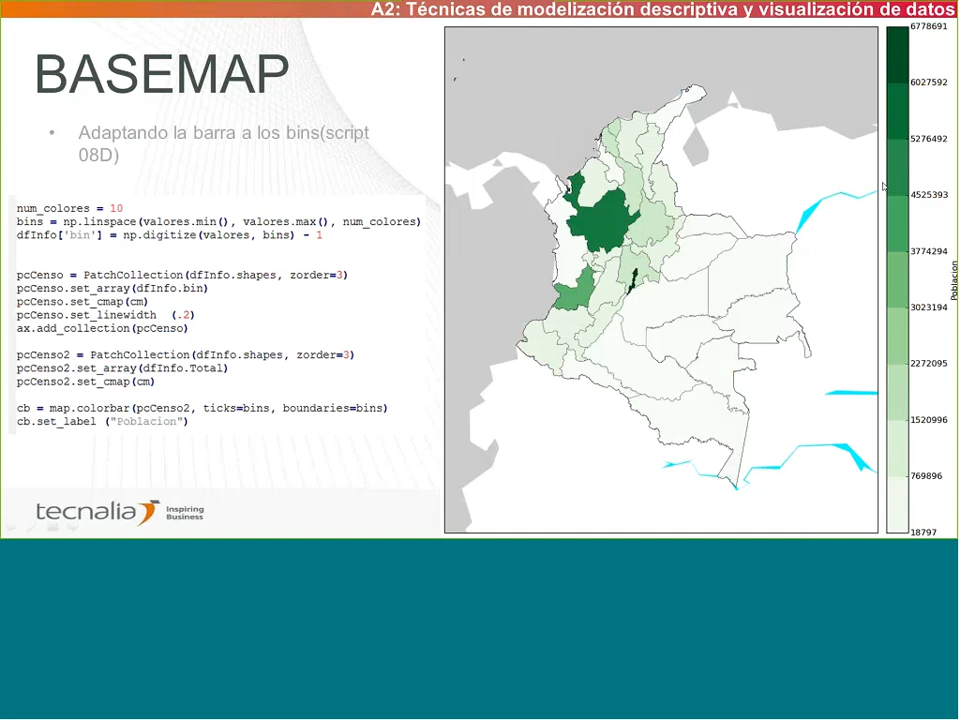 A2: Técnicas de modelización descriptiva y visualización de datos
BASEMAP
• Adaptando la barra a los bins(script
08D)
num_colores = 10
bins = np.linspace(valores.min(), valores.max(), num_colores)
dfInfo['bin'] = np.digitize(valores, bins) - 1
pcCenso = PatchCollection(dfInfo.shapes, zorder=3)
pcCenso.set_array(dfInfo.bin)
pcCenso.set_cmap(cm)
pcCenso.set_linewidth (.2)
ax.add_collection(pcCenso)
pcCenso2 = PatchCollection(dfInfo.shapes, zorder=3)
pcCenso2.set_array(dfInfo.Total)
pcCenso2.set_cmap(cm)
cb = map.colorbar(pcCenso2, ticks=bins, boundaries=bins)
cb.set_label ("Poblacion")
tecnalia Inspiring
Business
6778691
6027592
5276492
4525393
3774294
3023194
2272095
1520996
769896
18797
Poblacion